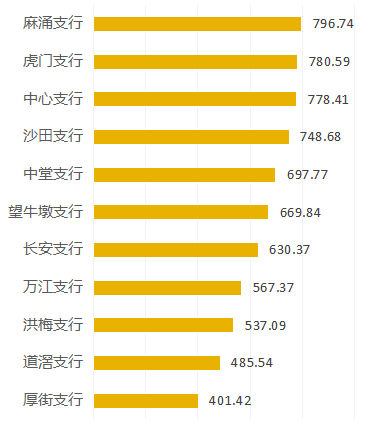 麻涌支行 796.74
虎门支行 780.59
中心支行 778.41
沙田支行 748.68
中堂支行 697.77
望牛墩支行 669.84
长安支行 630.37
万江支行 567.37
洪梅支行 537.09
道滘支行 485.54
厚街支行 401.42